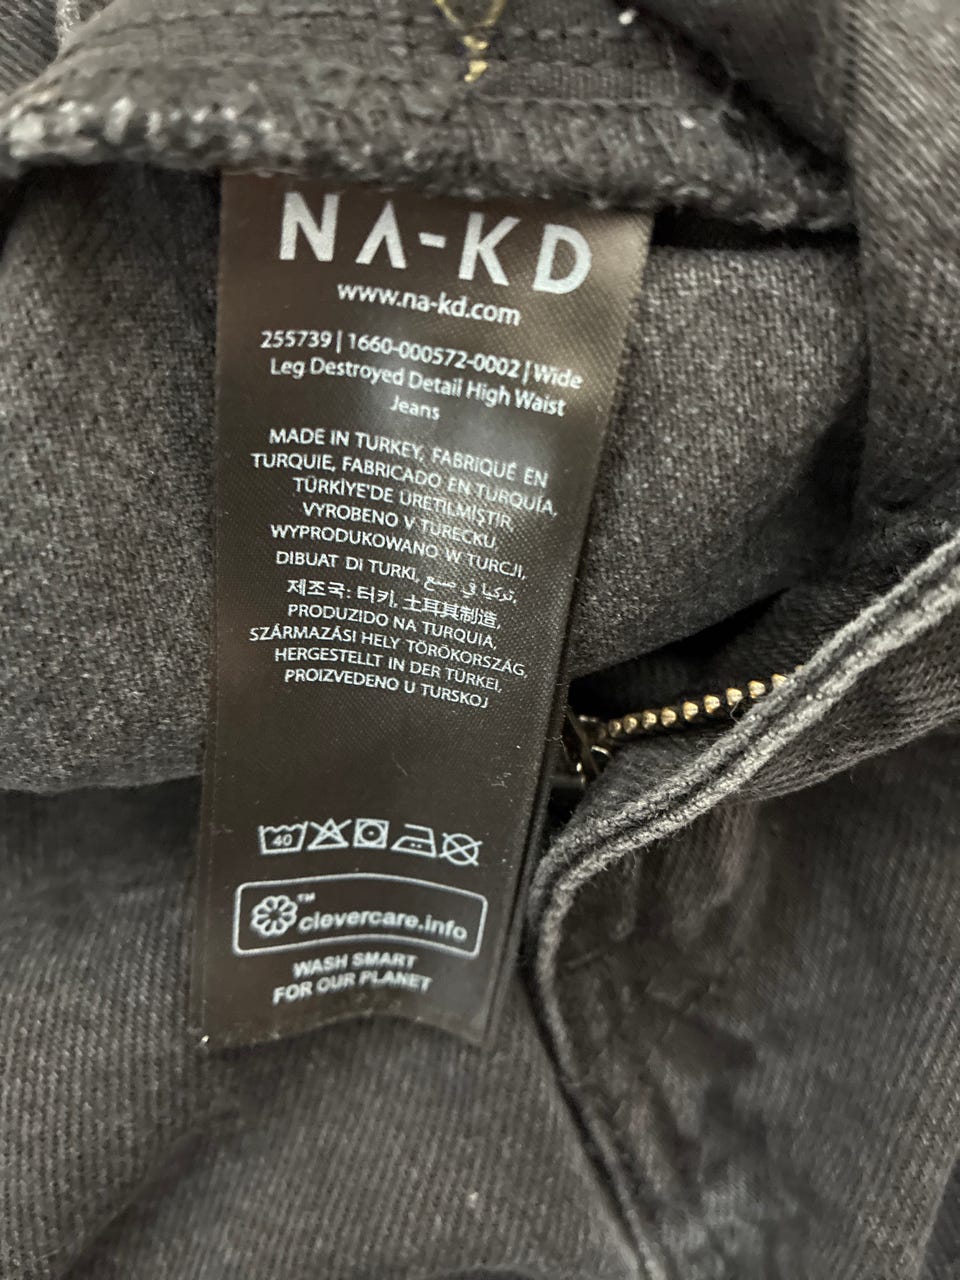 NA-KD
www.na-kd.com
255739 | 1660-000572-0002 | Wide
Leg Destroyed Detail High Waist
Jeans
MADE IN TURKEY, FABRIQUÉ EN
TURQUIE, FABRICADO EN TURQUÍA,
TÜRKİYE'DE ÜRETILMİSTIR,
VYROBENO V TURECKU,
WYPRODUKOWANO W TURCJI,
DIBUAT DI TURKI, تركيا في صنع,
제조국: 터키, 土耳其制造,
PRODUZIDO NA TURQUIA,
SZÁRMAZÁSI HELY TÖRÖKORSZÁG,
HERGESTELLT IN DER TÜRKEI,
PROIZVEDENO U TURSKOJ
40
™
clevercare.info
WASH SMART
FOR OUR PLANET